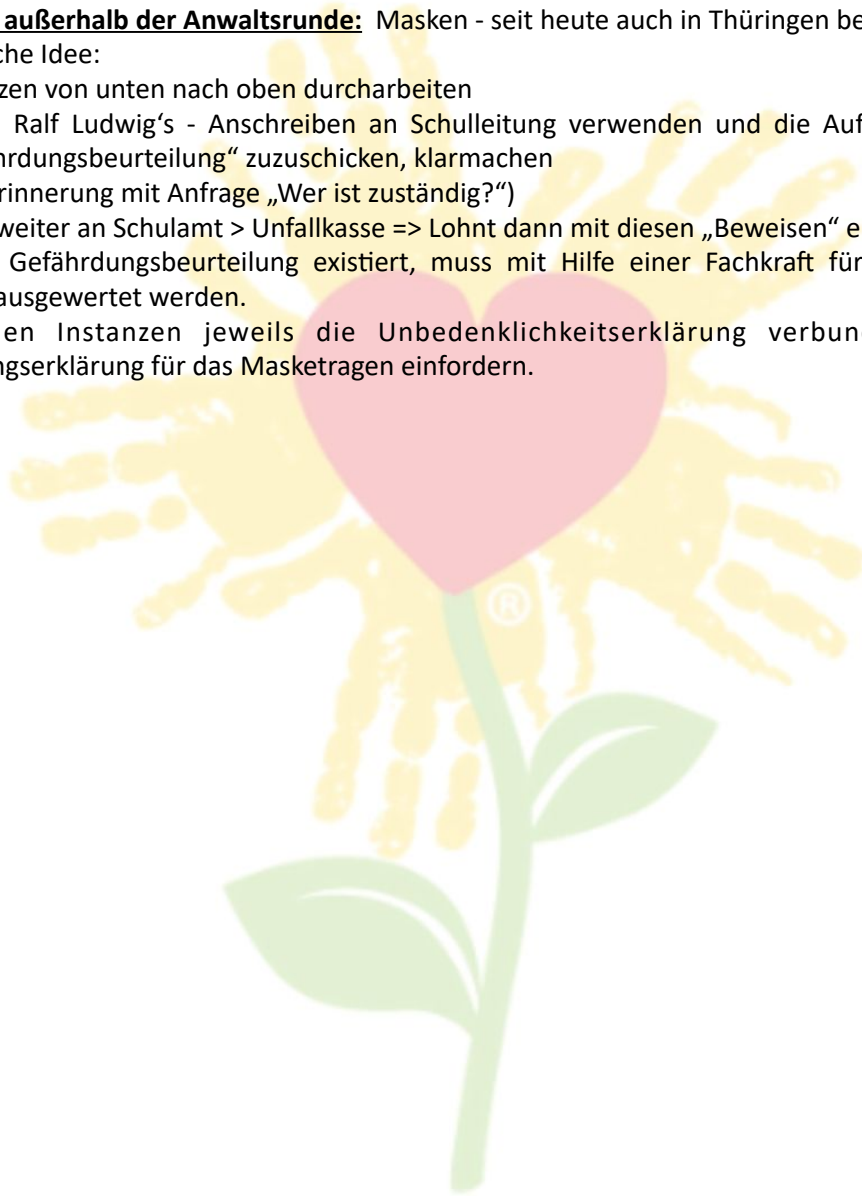 außerhalb der Anwaltsrunde: Masken - seit heute auch in Thüringen be
che Idee:
zen von unten nach oben durcharbeiten
Ralf Ludwig‘s - Anschreiben an Schulleitung verwenden und die Auf
hrdungsbeurteilung“ zuzuschicken, klarmachen
rinnerung mit Anfrage „Wer ist zuständig?“)
weiter an Schulamt > Unfallkasse => Lohnt dann mit diesen „Beweisen“ e
Gefährdungsbeurteilung existiert, muss mit Hilfe einer Fachkraft für
ausgewertet werden.
en Instanzen jeweils die Unbedenklichkeitserklärung verbun
ngserklärung für das Masketragen einfordern.
®